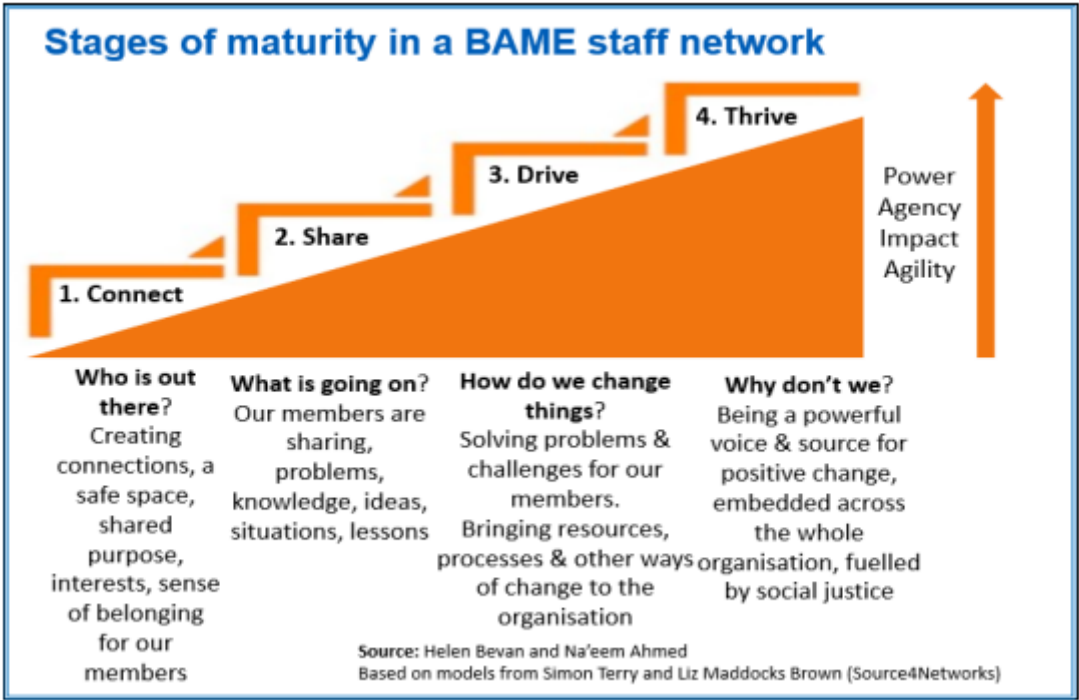 Stages of maturity in a BAME staff network
4. Thrive
3. Drive
2. Share
1. Connect
Power
Agency
Impact
Agility
Who is out
there?
Creating
connections, a
safe space,
shared
purpose,
interests, sense
of belonging
for our
members
What is going on?
Our members are
sharing,
problems,
knowledge, ideas,
situations, lessons
How do we change
things?
Solving problems &
challenges for our
members.
Bringing resources,
processes & other ways
of change to the
organisation
Why don't we?
Being a powerful
voice & source for
positive change,
embedded across
the whole
organisation, fuelled
by social justice
Source: Helen Bevan and Na'eem Ahmed
Based on models from Simon Terry and Liz Maddocks Brown (Source4Networks)